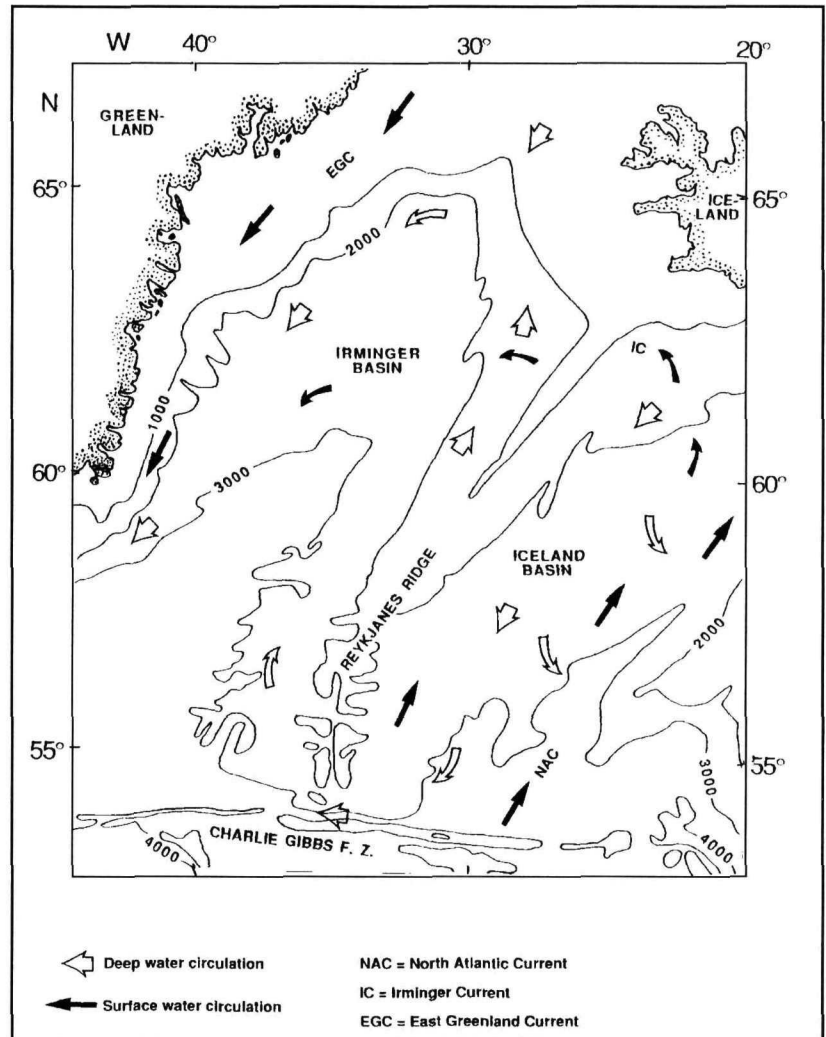 W 40° 30° 20°
N
GREEN-
LAND
EGC
65°
ICE-
LAND
65°
2000
IRMINGER
BASIN
IC
1000
60°
3000
60°
ICELAND
BASIN
REYKJANES RIDGE
2000
55°
NAC
55°
3000
4000
CHARLIE GIBBS F. Z.
4000
Deep water circulation
Surface water circulation
NAC = North Atlantic Current
IC = Irminger Current
EGC = East Greenland Current